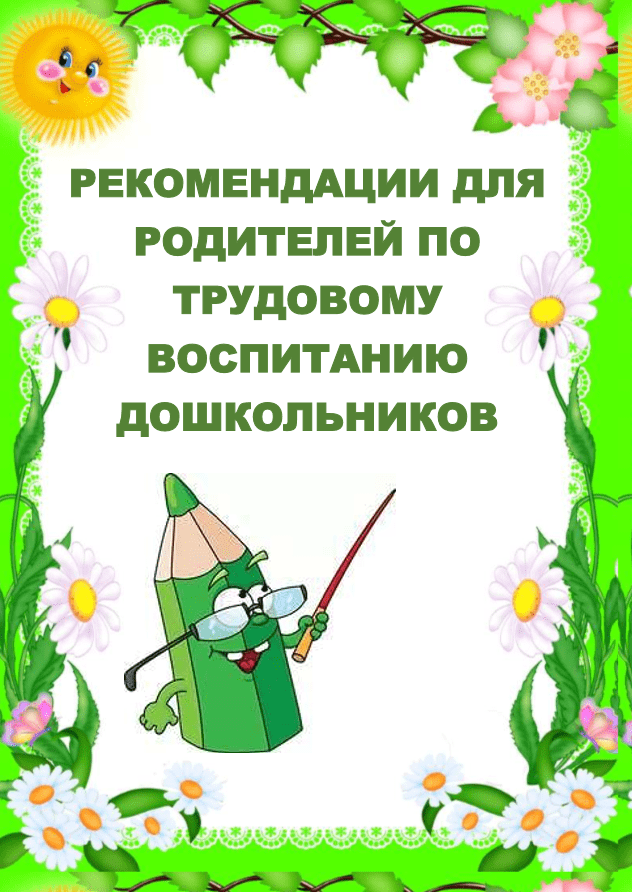 РЕКОМЕНДАЦИИ ДЛЯ
РОДИТЕЛЕЙ ПО
ТРУДОВОМУ
ВОСПИТАНИЮ
ДОШКОЛЬНИКОВ